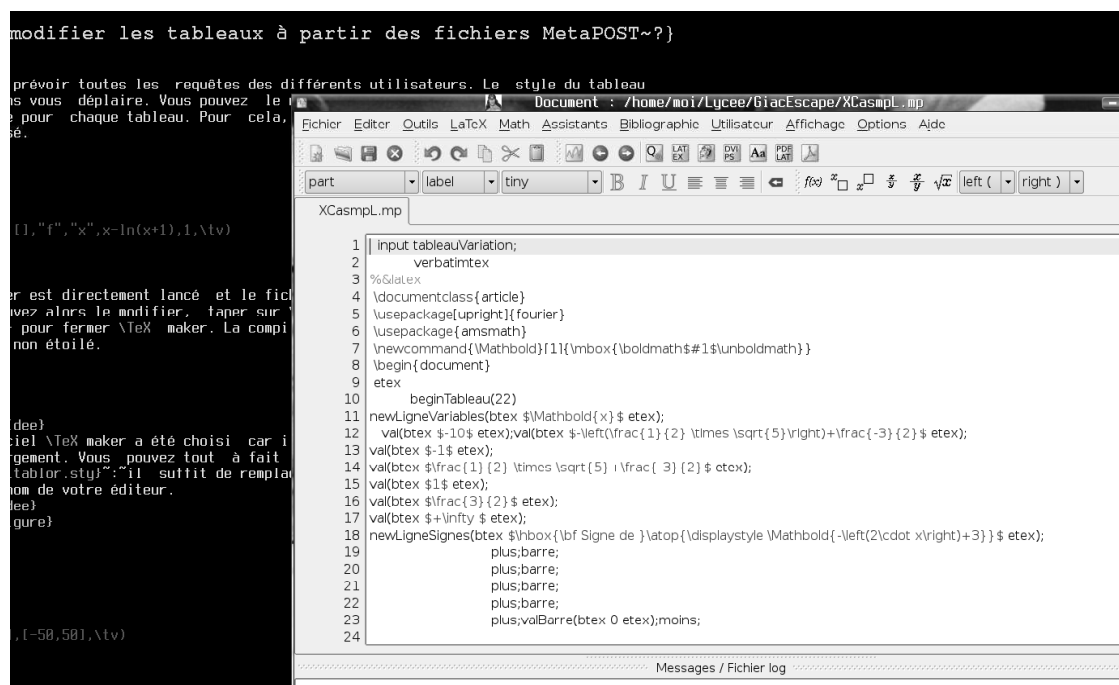 modifier les tableaux à partir des fichiers MetaPOST~?}
prévoir toutes les requêtes des différents utilisateurs. Le style du tableau
ns vous déplaire. Vous pouvez le
e pour chaque tableau. Pour cela,
sé.
[],"f","x",x-ln(x+1),1,\tv)
er est directement lancé et le fich
uvez alors le modifier, taper sur
pour fermer \TeX maker. La compi
non étoilé.
dee}
ciel \TeX maker a été choisi car i
rgement. Vous pouvez tout à fait
tablor.sty}~:~il suffit de rempla
nom de votre éditeur.
dee}
gure}
,[-50,50],\tv)
Document : /home/moi/Lycee/GiacEscape/XCasmpL.mp
Fichier Editer Outils LaTeX Math Assistants Bibliographie Utilisateur Affichage Options Aide
LAT EX DVI PS Aa PDF LAT
part label tiny B I U f(x) x x x/y x/y √x left ( right )
XCasmpL.mp
1 input tableauVariation;
2 verbatimtex
3 %&latex
4 \documentclass{article}
5 \usepackage[upright]{fourier}
6 \usepackage{amsmath}
7 \newcommand{\Mathbold}[1]{\mbox{\boldmath$#1$\unboldmath}}
8 \begin{document}
9 etex
10 beginTableau(22)
11 newLigneVariables(btex $\Mathbold{x}$ etex);
12 val(btex $-10$ etex);val(btex $-\left(\frac{1}{2} \times \sqrt{5}\right)+\frac{-3}{2}$ etex);
13 val(btex $-1$ etex);
14 val(btex $\frac{1}{2} \times \sqrt{5}+\frac{-3}{2}$ etex);
15 val(btex $1$ etex);
16 val(btex $\frac{3}{2}$ etex);
17 val(btex $+\infty $ etex);
18 newLigneSignes(btex $\hbox{\bf Signe de }\atop{\displaystyle \Mathbold{-\left(2\cdot x\right)+3}}$ etex);
19 plus;barre;
20 plus;barre;
21 plus;barre;
22 plus;barre;
23 plus;valBarre(btex 0 etex);moins;
24
Messages / Fichier log